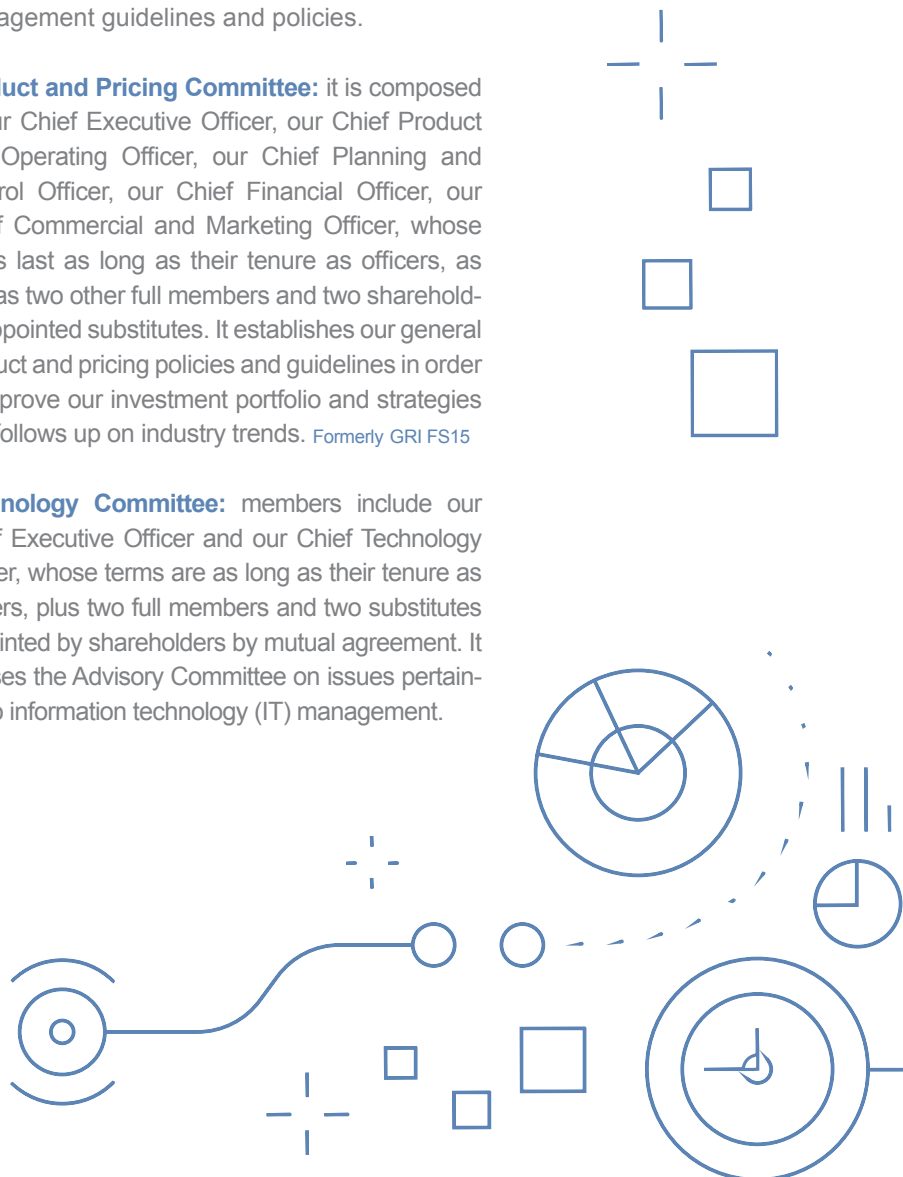 agement guidelines and policies.
uct and Pricing Committee: it is composed
ur Chief Executive Officer, our Chief Product
Operating Officer, our Chief Planning and
rol Officer, our Chief Financial Officer, our
f Commercial and Marketing Officer, whose
s last as long as their tenure as officers, as
as two other full members and two sharehold-
ppointed substitutes. It establishes our general
uct and pricing policies and guidelines in order
prove our investment portfolio and strategies
follows up on industry trends. Formerly GRI FS15
nology Committee: members include our
f Executive Officer and our Chief Technology
er, whose terms are as long as their tenure as
ers, plus two full members and two substitutes
inted by shareholders by mutual agreement. It
ses the Advisory Committee on issues pertain-
o information technology (IT) management.